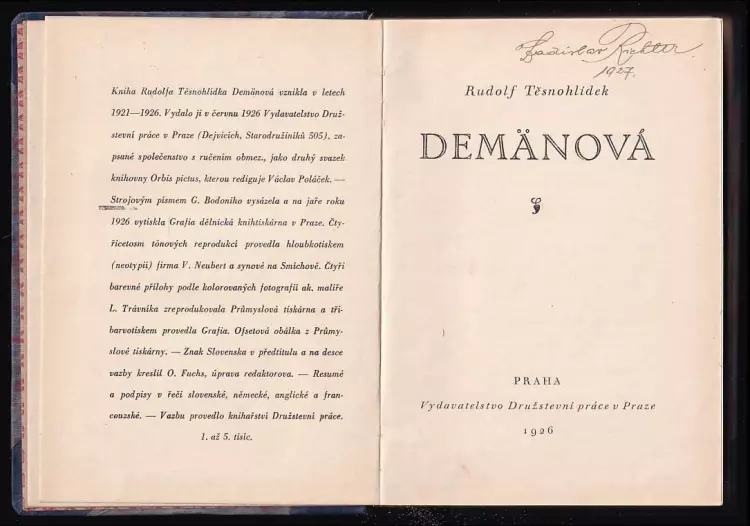 Kniha Rudolfa Těsnohlídka Demänová vznikla v letech
1921—1926. Vydalo ji v červnu 1926 Vydavatelstvo Druž-
stevní práce v Praze (Dejvicích, Starodružiníků 505), za-
psané společenstvo s ručením obmez., jako druhý svazek
knihovny Orbis pictus, kterou rediguje Václav Poláček. —
Strojovým písmem G. Bodoniho vysázela a na jaře roku
1926 vytiskla Grafia dělnická knihtiskárna v Praze. Čty-
řicetosm tónových reprodukcí provedla hloubkotiskem
(neotypií) firma V. Neubert a synové na Smíchově. Čtyři
barevné přílohy podle kolorovaných fotografií ak. malíře
L. Trávníka zreprodukovala Průmyslová tiskárna a tří-
barvotiskem provedla Grafia. Ofsetová obálka z Průmy-
slové tiskárny. — Znak Slovenska v předtitulu a na desce
vazby kreslil O. Fuchs, úprava redaktorova. — Resumé
a podpisy v řeči slovenské, německé, anglické a fran-
couzské. — Vazbu provedlo knihařství Družstevní práce.
1. až 5. tisíc.
Ladislav Richter
1927.
Rudolf Těsnohlídek
DEMÄNOVÁ
PRAHA
Vydavatelstvo Družstevní práce v Praze
1926